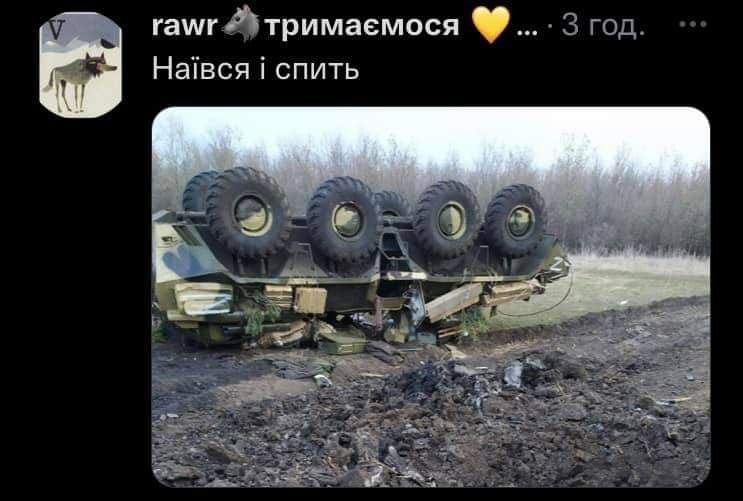 V
rawr🐺тримаємося 💛... · 3 год. ...
Наївся і спить